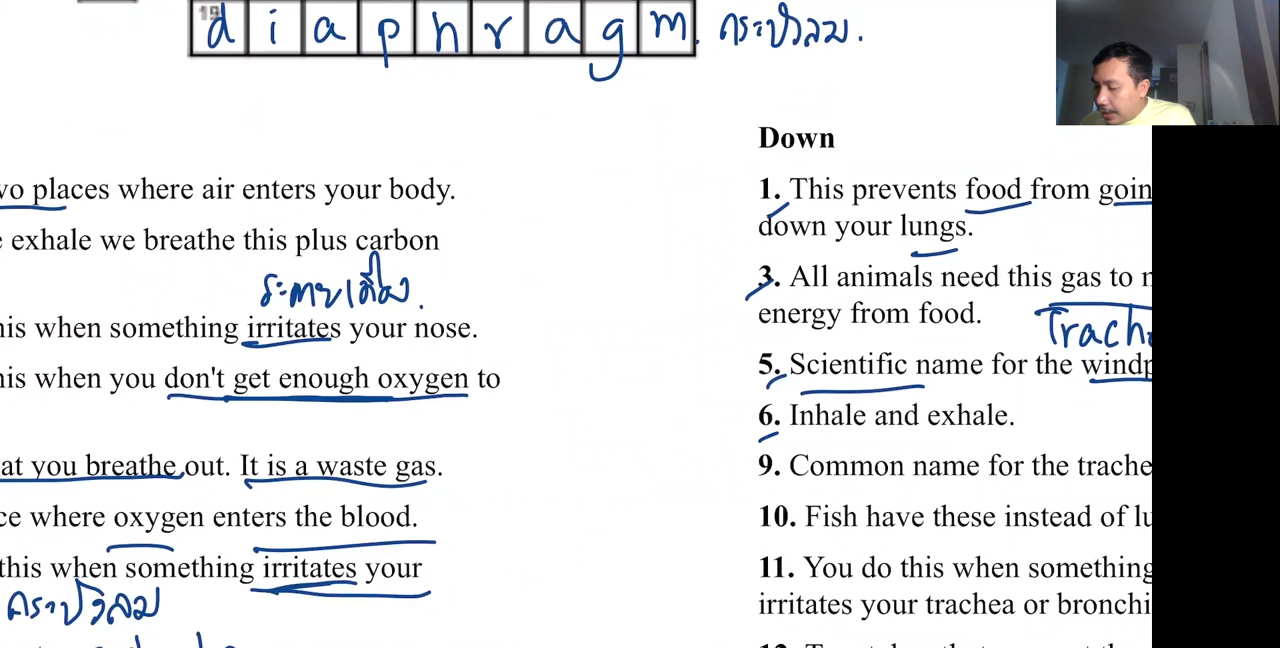 19 diaphragm. กระบังลม.
Down
wo places where air enters your body.
1. This prevents food from goin
down your lungs.
e exhale we breathe this plus carbon
3. All animals need this gas to
energy from food.
ระคายเคือง.
his when something irritates your nose.
Trach
5. Scientific name for the windp
his when you don't get enough oxygen to
6. Inhale and exhale.
at you breathe out. It is a waste gas.
9. Common name for the trache
ce where oxygen enters the blood.
10. Fish have these instead of lu
this when something irritates your
11. You do this when something
irritates your trachea or bronchi
กระบังลม